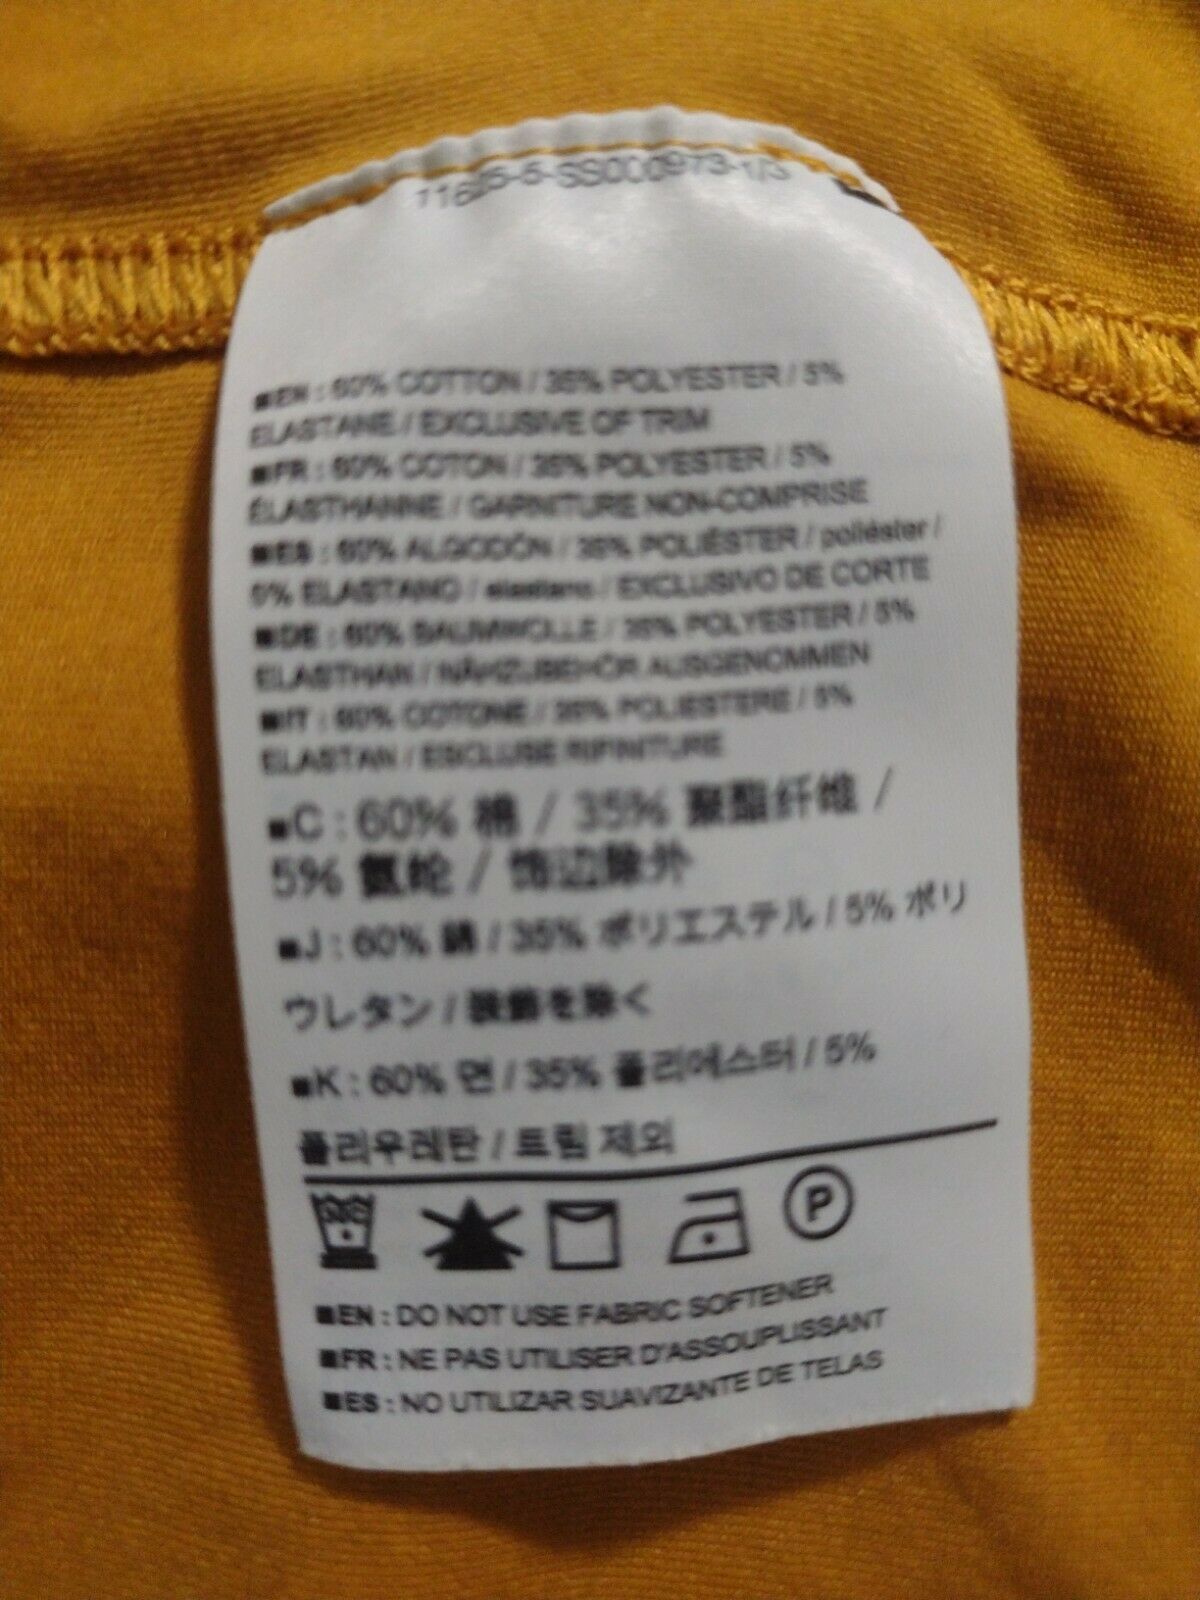 -5-SS000973-1/3
■EN : 60% COTTON / 35% POLYESTER / 5%
ELASTANE / EXCLUSIVE OF TRIM
■FR : 60% COTON / 35% POLYESTER / 5%
ÉLASTHANNE / GARNITURE NON-COMPRISE
■ES : 60% ALGODÓN / 35% POLIÉSTER / poliéster /
5% ELASTANO / elastano / EXCLUSIVO DE CORTE
■DE : 60% BAUMWOLLE / 35% POLYESTER / 5%
ELASTHAN / NÄHZUBEHÖR AUSGENOMMEN
■IT : 60% COTONE / 35% POLIESTERE / 5%
ELASTAN / ESCLUSE RIFINITURE
■C : 60% 棉 / 35% 聚酯纤维 /
5% 氨纶 / 饰边除外
■J : 60% 綿 / 35% ポリエステル / 5% ポリ
ウレタン / 装飾を除く
■K : 60% 면 / 35% 폴리에스터 / 5%
폴리우레탄 / 트림 제외
P
■EN : DO NOT USE FABRIC SOFTENER
■FR : NE PAS UTILISER D'ASSOUPLISSANT
■ES : NO UTILIZAR SUAVIZANTE DE TELAS